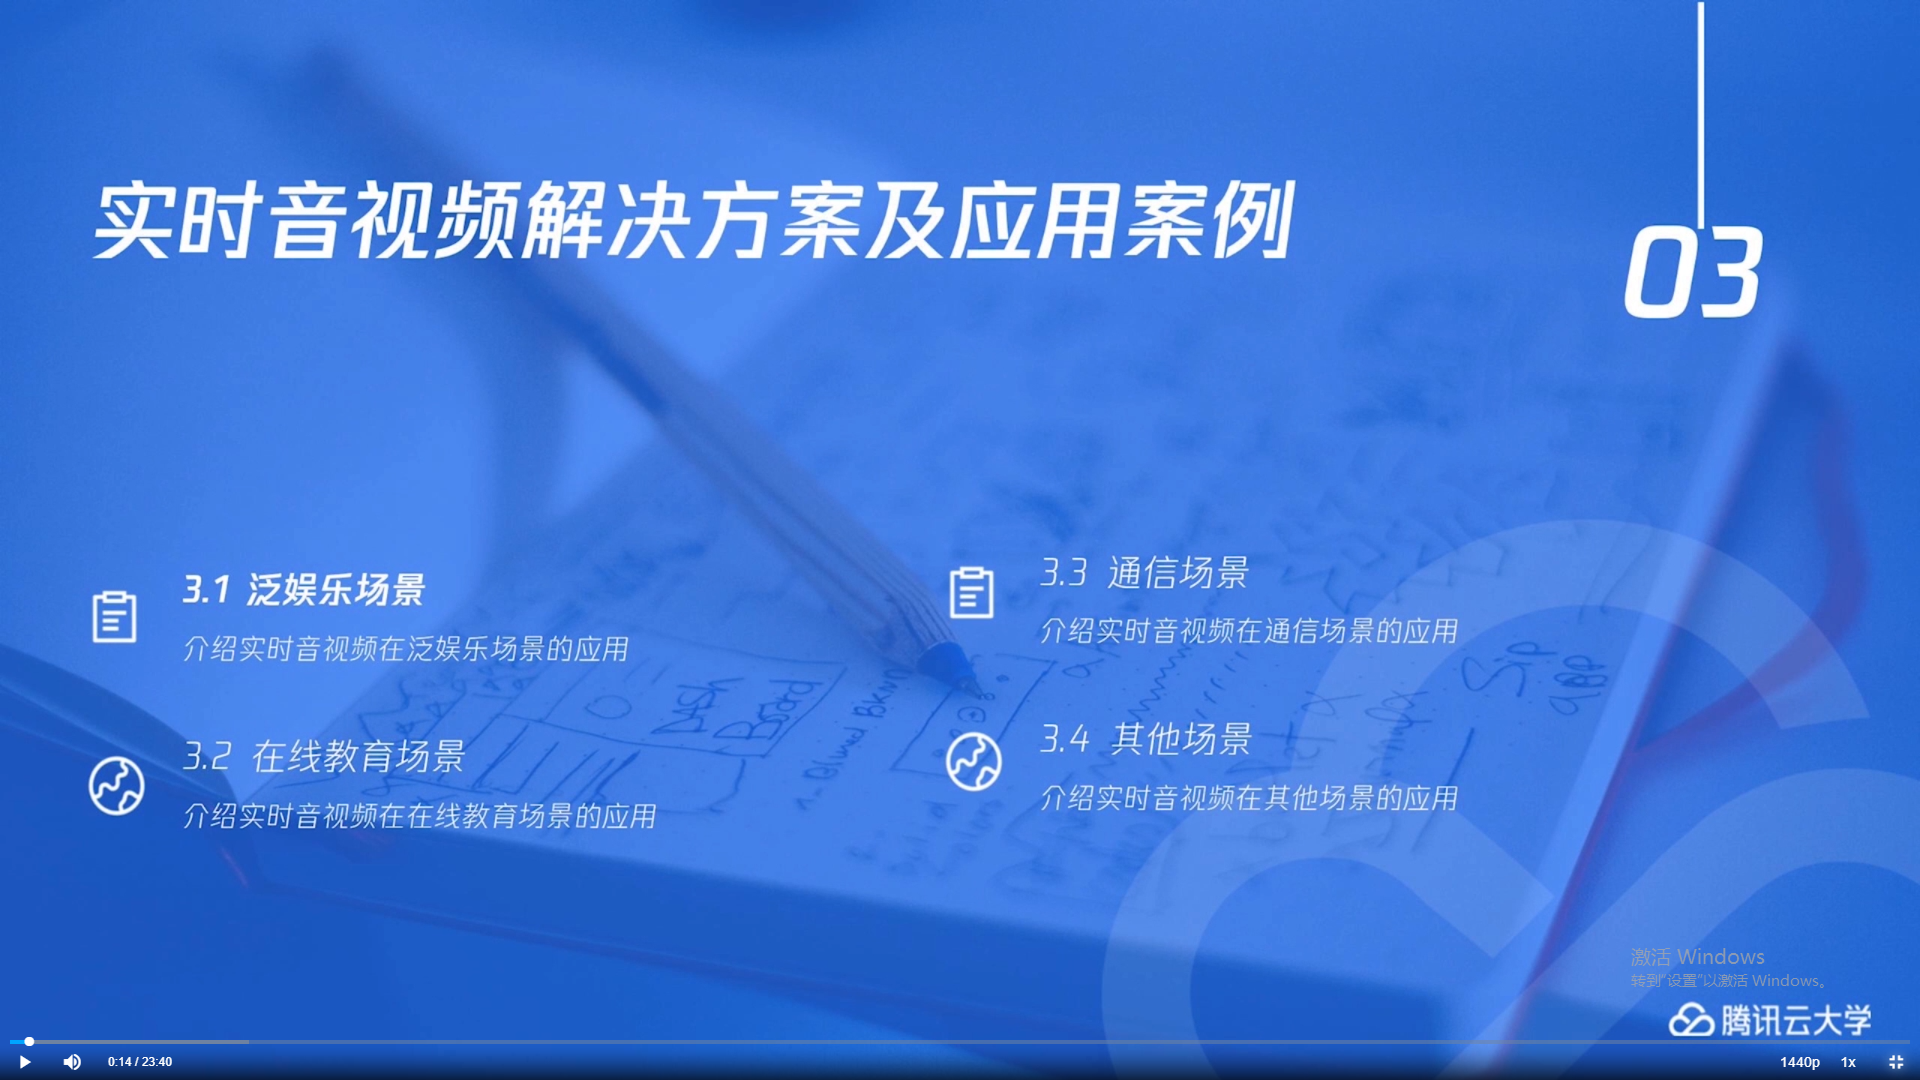 实时音视频解决方案及应用案例
03
3.1 泛娱乐场景
介绍实时音视频在泛娱乐场景的应用
3.2 在线教育场景
介绍实时音视频在在线教育场景的应用
3.3 通信场景
介绍实时音视频在通信场景的应用
3.4 其他场景
介绍实时音视频在其他场景的应用
Dash
Board
激活 Windows
转到"设置"以激活 Windows。
腾讯云大学
0:14 / 23:40
1440p
1x